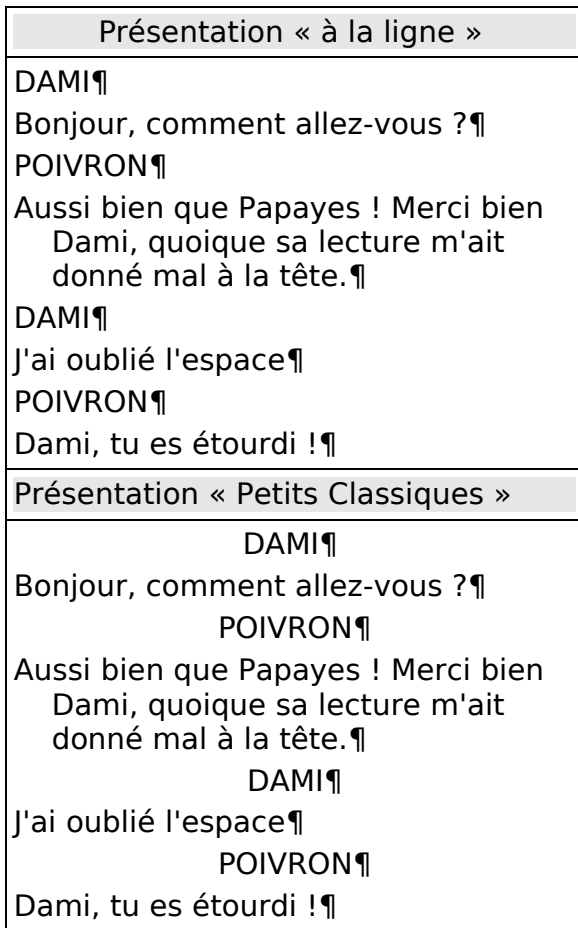 Présentation « à la ligne »
DAMI¶
Bonjour, comment allez-vous ?¶
POIVRON¶
Aussi bien que Papayes ! Merci bien
Dami, quoique sa lecture m'ait
donné mal à la tête.¶
DAMI¶
J'ai oublié l'espace¶
POIVRON¶
Dami, tu es étourdi !¶
Présentation « Petits Classiques »
DAMI¶
Bonjour, comment allez-vous ?¶
POIVRON¶
Aussi bien que Papayes ! Merci bien
Dami, quoique sa lecture m'ait
donné mal à la tête.¶
DAMI¶
J'ai oublié l'espace¶
POIVRON¶
Dami, tu es étourdi !¶